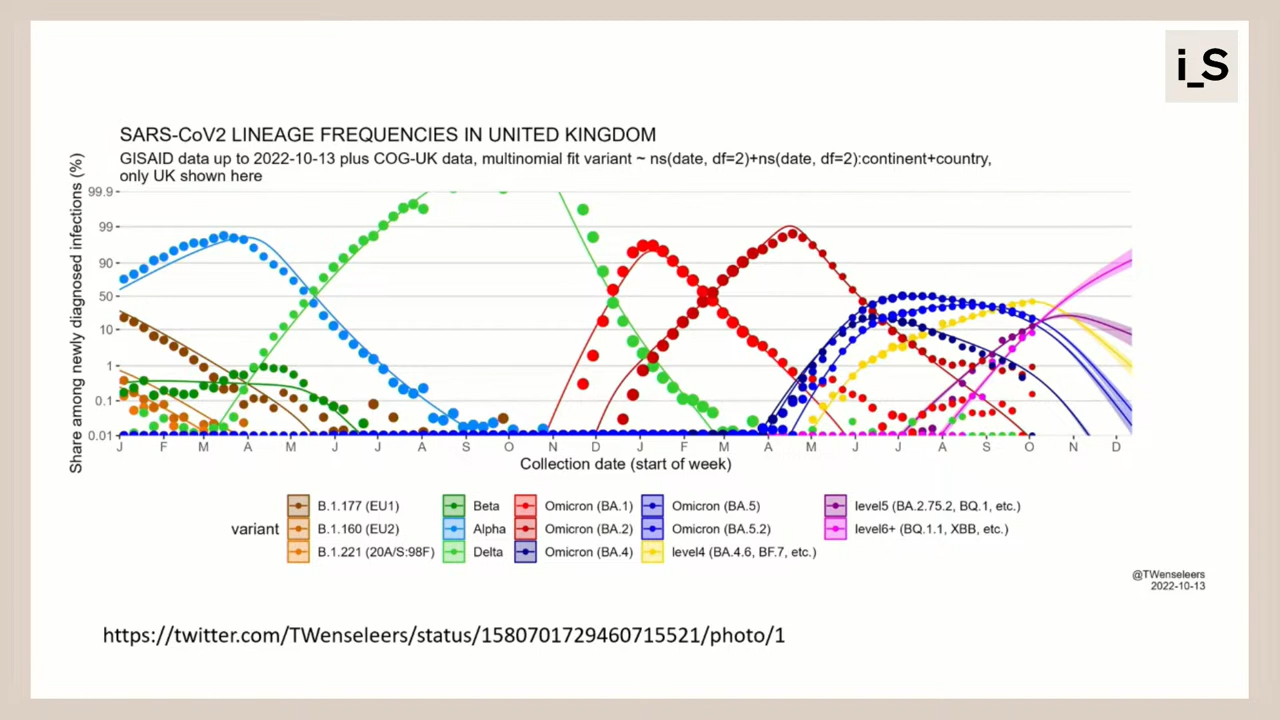 i_S
SARS-CoV2 LINEAGE FREQUENCIES IN UNITED KINGDOM
GISAID data up to 2022-10-13 plus COG-UK data, multinomial fit variant ~ ns(date, df=2)+ns(date, df=2):continent+country,
only UK shown here
Share among newly diagnosed infections (%)
99.9
99
90
50
10
1
0.1
0.01
J F M A M J J A S O N D J F M A M J J A S O N D
Collection date (start of week)
variant
B.1.177 (EU1)
B.1.160 (EU2)
B.1.221 (20A/S:98F)
Beta
Alpha
Delta
Omicron (BA.1)
Omicron (BA.2)
Omicron (BA.4)
Omicron (BA.5)
Omicron (BA.5.2)
level4 (BA.4.6, BF.7, etc.)
level5 (BA.2.75.2, BQ.1, etc.)
level6+ (BQ.1.1, XBB, etc.)
@TWenseleers
2022-10-13
https://twitter.com/TWenseleers/status/1580701729460715521/photo/1